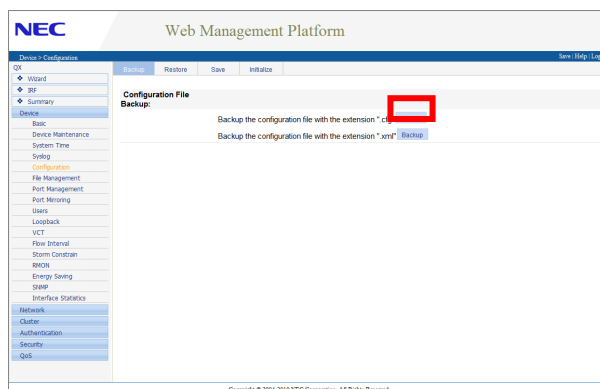 NEC
Web Management Platform
Device > Configuration
Save | Help | Log
QX
Wizard
IRF
Summary
Device
Basic
Device Maintenance
System Time
Syslog
Configuration
File Management
Port Management
Port Mirroring
Users
Loopback
VCT
Flow Interval
Storm Constrain
RMON
Energy Saving
SNMP
Interface Statistics
Network
Cluster
Authentication
Security
QoS
Backup Restore Save Initialize
Configuration File
Backup:
Backup the configuration file with the extension ".cfg
Backup the configuration file with the extension ".xml" Backup